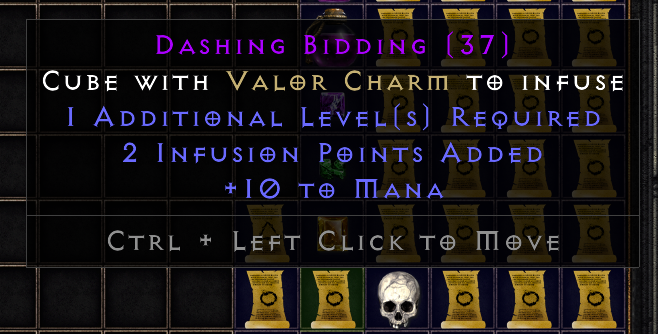 Dashing Bidding (37)
Cube with Valor Charm to infuse
1 Additional Level(s) Required
2 Infusion Points Added
+10 to Mana
Ctrl + Left Click to Move